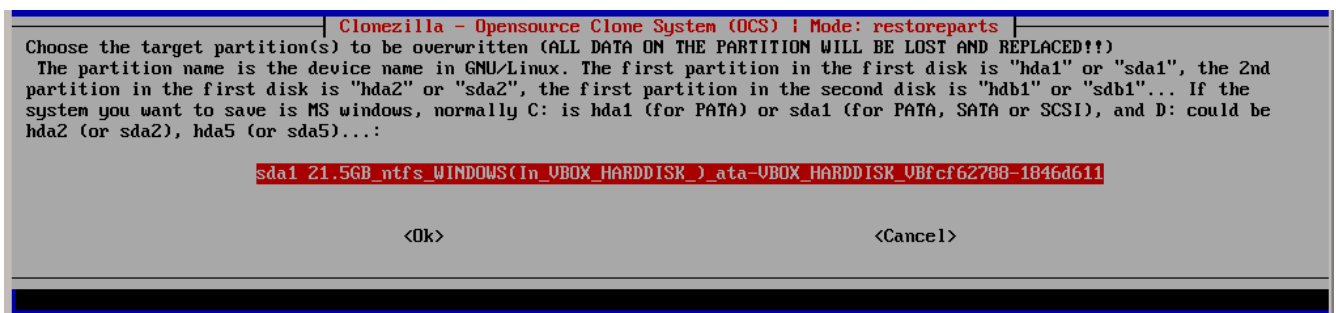 Clonezilla - Opensource Clone System (OCS) | Mode: restoreparts
Choose the target partition(s) to be overwritten (ALL DATA ON THE PARTITION WILL BE LOST AND REPLACED!!)
The partition name is the device name in GNU/Linux. The first partition in the first disk is "hda1" or "sda1", the 2nd
partition in the first disk is "hda2" or "sda2", the first partition in the second disk is "hdb1" or "sdb1"... If the
system you want to save is MS windows, normally C: is hda1 (for PATA) or sda1 (for PATA, SATA or SCSI), and D: could be
hda2 (or sda2), hda5 (or sda5)...:
sda1 21.5GB_ntfs_WINDOWS(In_VBOX_HARDDISK_)_ata-VBOX_HARDDISK_VBfcf62788-1846d611
<Ok> <Cancel>